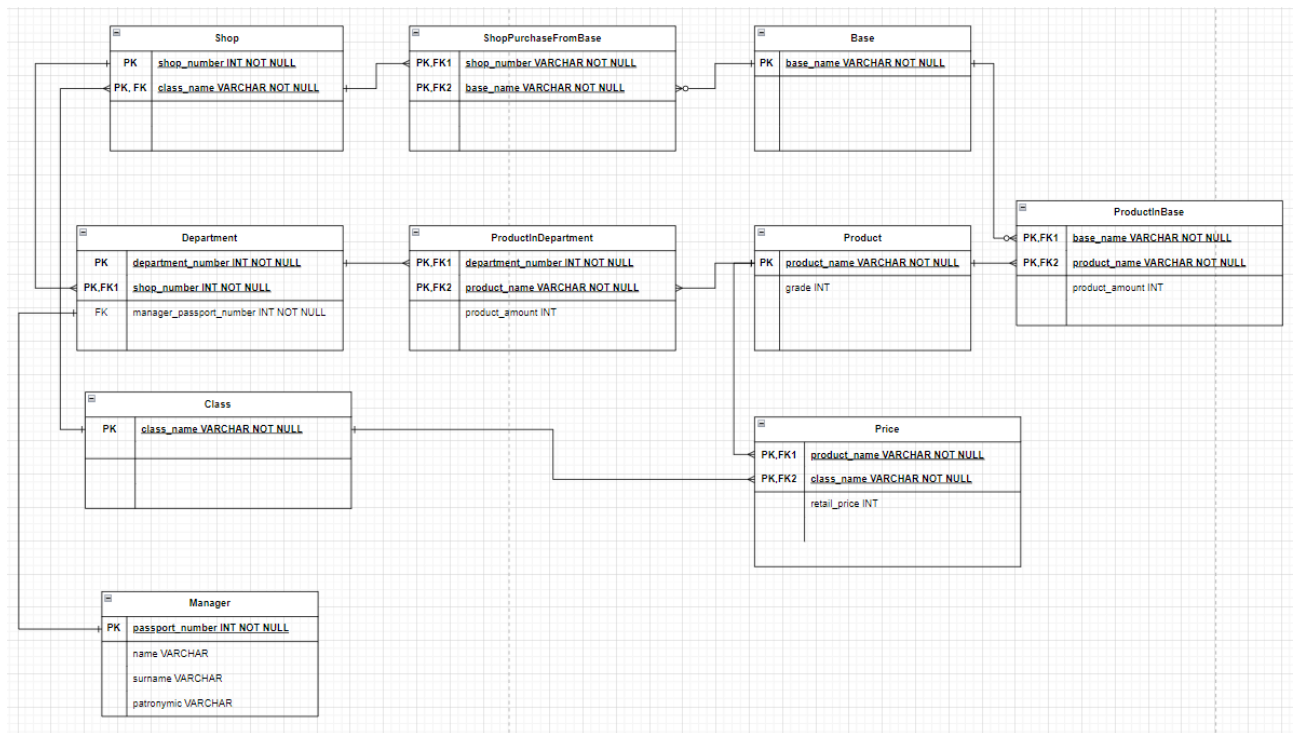 Shop
PK shop_number INT NOT NULL
PK, FK class_name VARCHAR NOT NULL
ShopPurchaseFromBase
PK,FK1 shop_number VARCHAR NOT NULL
PK,FK2 base_name VARCHAR NOT NULL
Base
PK base_name VARCHAR NOT NULL
ProductInBase
PK,FK1 base_name VARCHAR NOT NULL
PK,FK2 product_name VARCHAR NOT NULL
product_amount INT
Department
PK department_number INT NOT NULL
PK,FK1 shop_number INT NOT NULL
FK manager_passport_number INT NOT NULL
ProductInDepartment
PK,FK1 department_number INT NOT NULL
PK,FK2 product_name VARCHAR NOT NULL
product_amount INT
Product
PK product_name VARCHAR NOT NULL
grade INT
Class
PK class_name VARCHAR NOT NULL
Price
PK,FK1 product_name VARCHAR NOT NULL
PK,FK2 class_name VARCHAR NOT NULL
retail_price INT
Manager
PK passport_number INT NOT NULL
name VARCHAR
surname VARCHAR
patronymic VARCHAR